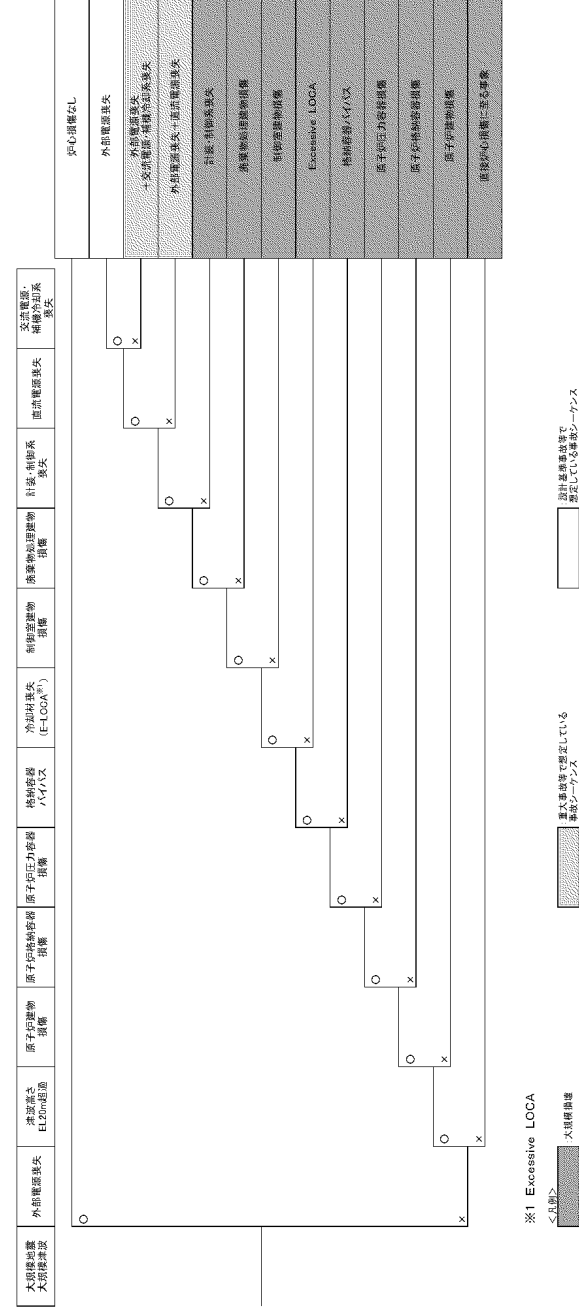 大規模地震
大規模津波
外部電源喪失
津波高さ
EL20m超過
原子炉建物
損傷
原子炉格納容器
損傷
原子炉圧力容器
損傷
格納容器
バイパス
冷却材喪失
(E-LOCA※1)
制御室建物
損傷
廃棄物処理建物
損傷
計装・制御系
喪失
直流電源喪失
交流電源・
補機冷却系
喪失
○
×
○
×
○
×
○
×
○
×
○
×
○
×
○
×
○
×
○
×
○
×
○
×
炉心損傷なし
外部電源喪失
外部電源喪失
＋交流電源・補機冷却系喪失
外部電源喪失＋直流電源喪失
計装・制御系喪失
廃棄物処理建物損傷
制御室建物損傷
Excessive LOCA
格納容器バイパス
原子炉圧力容器損傷
原子炉格納容器損傷
原子炉建物損傷
直接炉心損傷に至る事象
※1 Excessive LOCA
＜凡例＞
:大規模損壊
:重大事故等で想定している
事故シーケンス
:設計基準事故等で
想定している事故シーケンス